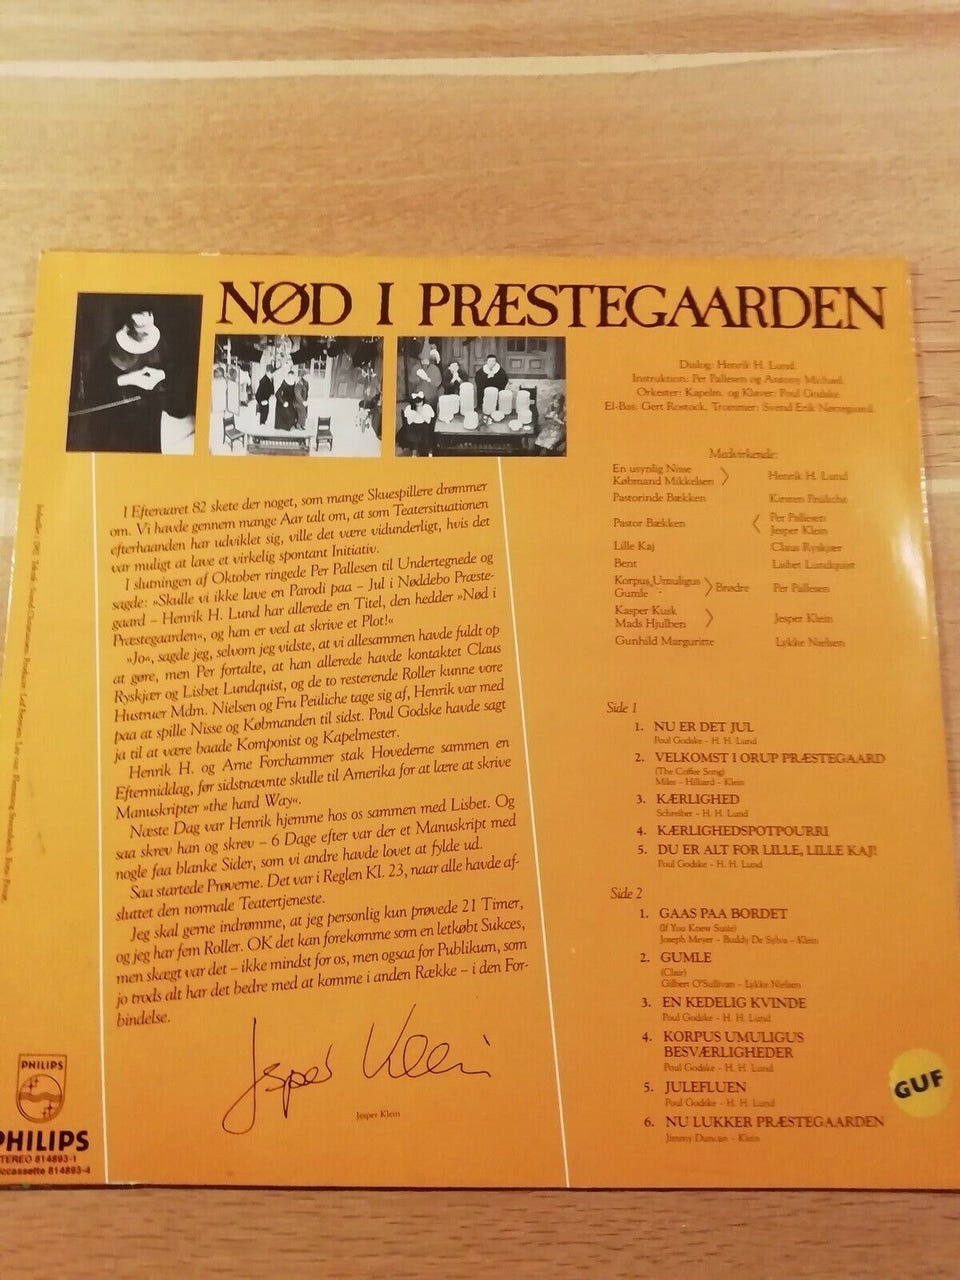 NØD I PRÆSTEGAARDEN
I Efteraaret 82 skete der noget, som mange Skuespillere drømmer
om. Vi havde gennem mange Aar talt om, at som Teatersituationen
efterhaanden har udviklet sig, ville det være vidunderligt, hvis det
var muligt at lave et virkelig spontant Initiativ.
I slutningen af Oktober ringede Per Pallesen til Undertegnede og
sagde: »Skulle vi ikke lave en Parodi paa – Jul i Nøddebo Præste-
gaard – Henrik H. Lund har allerede en Titel, den hedder »Nød i
Præstegaarden«, og han er ved at skrive et Plot!«
»Jo«, sagde jeg, selvom jeg vidste, at vi allesammen havde fuldt op
at gøre, men Per fortalte, at han allerede havde kontaktet Claus
Ryskjær og Lisbet Lundquist, og de to resterende Roller kunne vore
Hustruer Mdm. Nielsen og Fru Peüliche tage sig af, Henrik var med
paa at spille Nisse og Købmanden til sidst. Poul Godske havde sagt
ja til at være baade Komponist og Kapelmester.
Henrik H. og Arne Forchammer stak Hovederne sammen en
Eftermiddag, før sidstnævnte skulle til Amerika for at lære at skrive
Manuskripter »the hard Way«.
Næste Dag var Henrik hjemme hos os sammen med Lisbet. Og
saa skrev han og skrev – 6 Dage efter var der et Manuskript med
nogle faa blanke Sider, som vi andre havde lovet at fylde ud.
Saa startede Prøverne. Det var i Reglen Kl. 23, naar alle havde af-
sluttet den normale Teatertjeneste.
Jeg skal gerne indrømme, at jeg personlig kun prøvede 21 Timer,
og jeg har fem Roller. OK det kan forekomme som en letkøbt Sukces,
men skægt var det – ikke mindst for os, men ogsaa for Publikum, som
jo trods alt har det bedre med at komme i anden Række – i den For-
bindelse.
Jesper Klein
Jesper Klein
PHILIPS
PHILIPS
STEREO 814893-1
ccassette 814893-4
Dialog: Henrik H. Lund.
Instruktion: Per Pallesen og Antony Michael.
Orkester: Kapelm. og Klaver: Poul Godske.
El-Bas: Gert Rostock. Trommer: Svend Erik Nørregaard.
Medvirkende:
En usynlig Nisse
Købmand Mikkelsen Henrik H. Lund
Pastorinde Bækken Kirsten Peüliche
Pastor Bækken Per Pallesen
Jesper Klein
Lille Kaj Claus Ryskjær
Bent Lisbet Lundquist
Korpus Umuligus
Gumle Brødre Per Pallesen
Kasper Kusk
Mads Hjulben Jesper Klein
Gunhild Marguritte Lykke Nielsen
Side 1
1. NU ER DET JUL
Poul Godske - H. H. Lund
2. VELKOMST I ORUP PRÆSTEGAARD
(The Coffee Song)
Miles - Hilliard - Klein
3. KÆRLIGHED
Schreiber - H. H. Lund
4. KÆRLIGHEDSPOTPOURRI
5. DU ER ALT FOR LILLE, LILLE KAJ!
Poul Godske - H. H. Lund
Side 2
1. GAAS PAA BORDET
(If You Knew Susie)
Joseph Meyer - Buddy De Sylva - Klein
2. GUMLE
(Clair)
Gilbert O'Sullivan - Lykke Nielsen
3. EN KEDELIG KVINDE
Poul Godske - H. H. Lund
4. KORPUS UMULIGUS
BESVÆRLIGHEDER
Poul Godske - H. H. Lund
5. JULEFLUEN
Poul Godske - H. H. Lund
6. NU LUKKER PRÆSTEGAARDEN
Jimmy Duncan - Klein
GUF